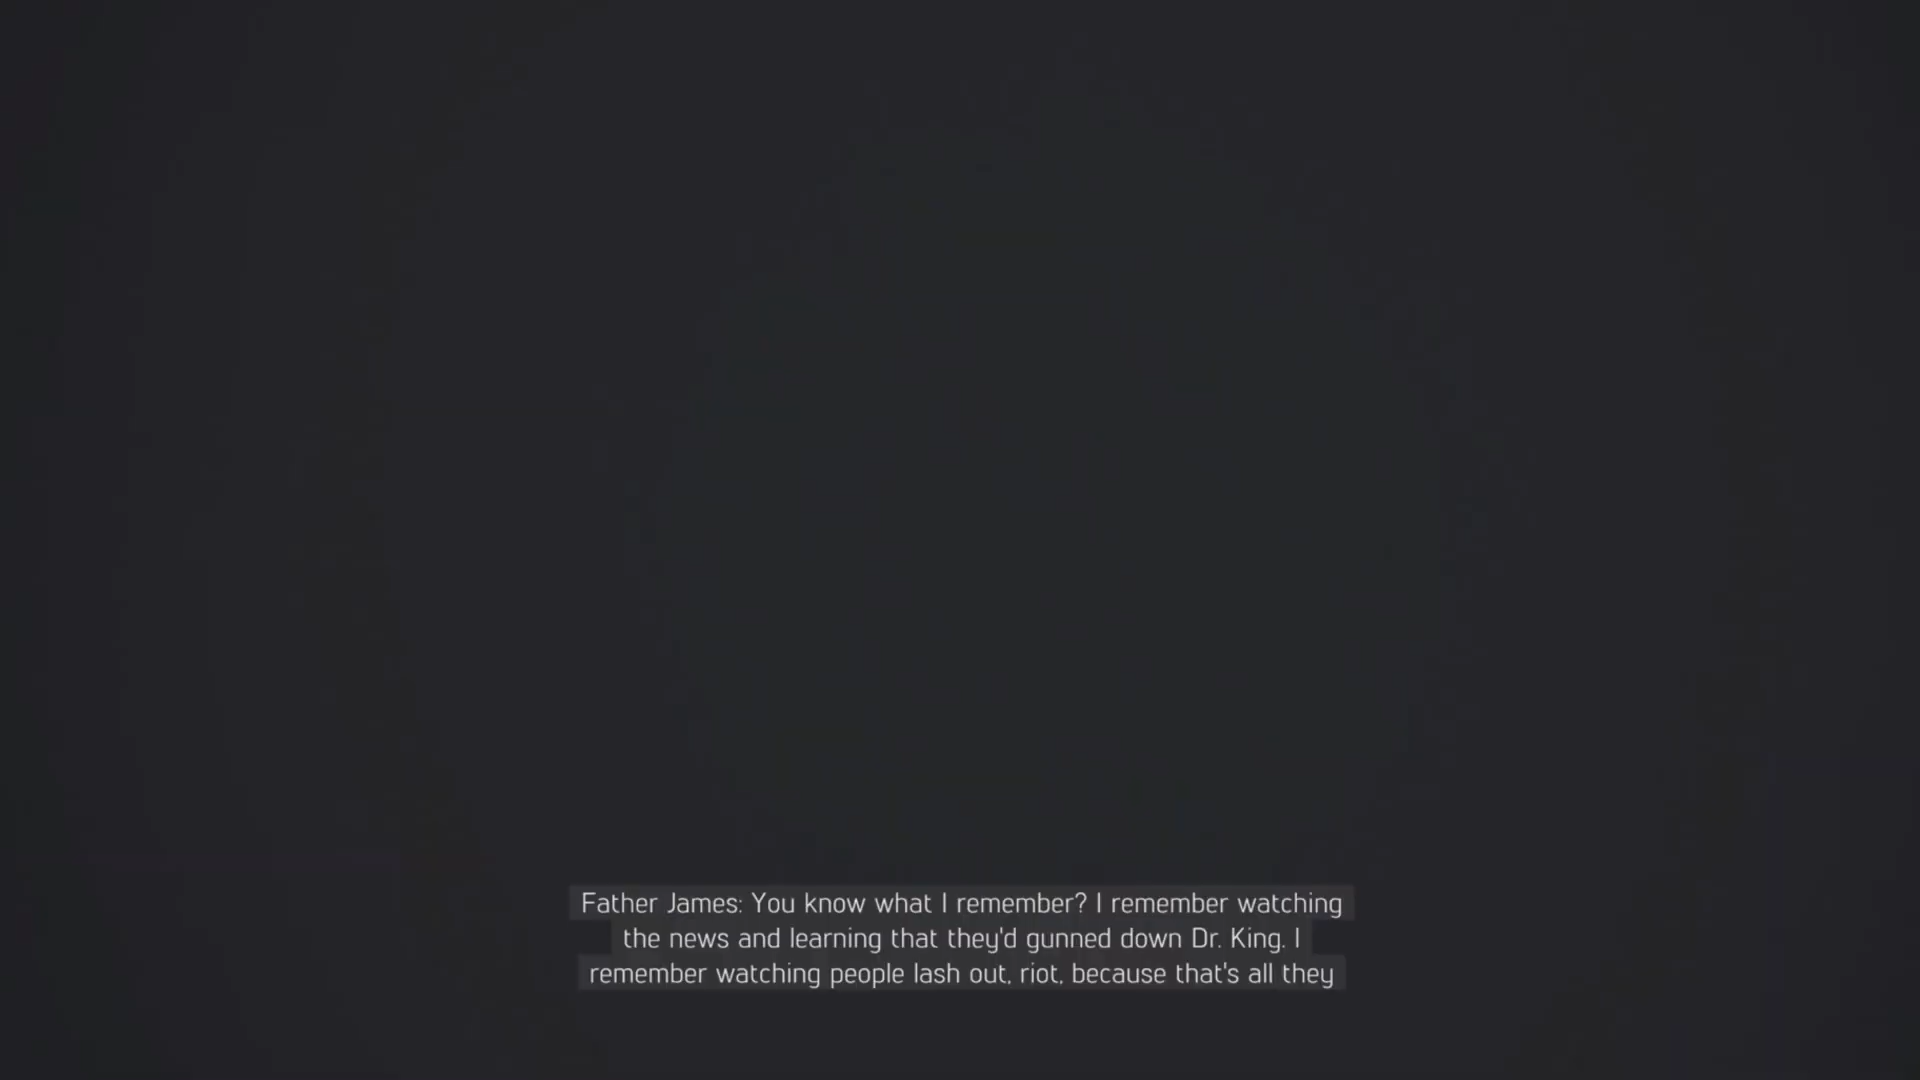 Father James: You know what I remember? I remember watching
the news and learning that they'd gunned down Dr. King. I
remember watching people lash out, riot, because that's all they